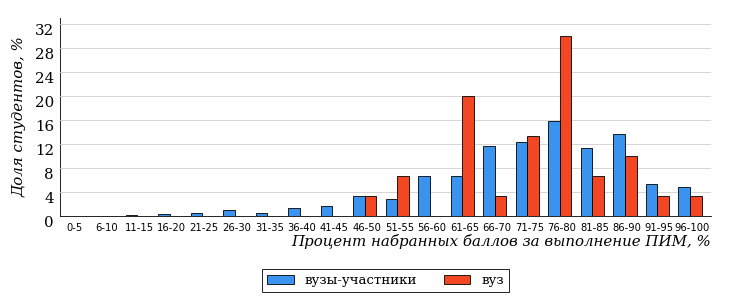 Доля студентов, %
32
28
24
20
16
12
8
4
0
0-5 6-10 11-15 16-20 21-25 26-30 31-35 36-40 41-45 46-50 51-55 56-60 61-65 66-70 71-75 76-80 81-85 86-90 91-95 96-100
Процент набранных баллов за выполнение ПИМ, %
вузы-участники вуз